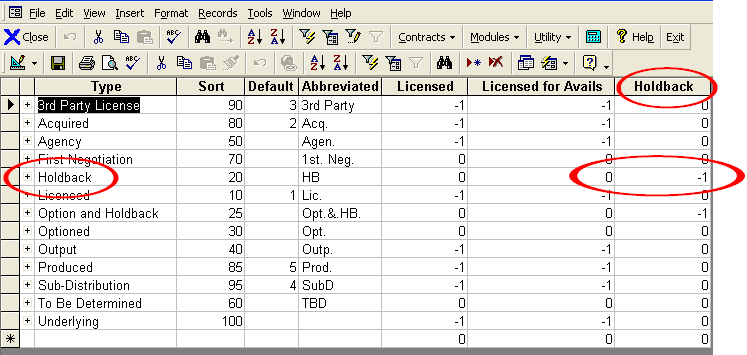 File Edit View Insert Format Records Tools Window Help
Close Contracts Modules Utility ? Help Exit
Type Sort Default Abbreviated Licensed Licensed for Avails Holdback
+ 3rd Party License 90 3 3rd Party -1 -1 0
+ Acquired 80 2 Acq. -1 -1 0
+ Agency 50 Agen. -1 -1 0
+ First Negotiation 70 1st. Neg. 0 0 0
+ Holdback 20 HB 0 0 -1
+ Licensed 10 1 Lic. -1 -1 0
+ Option and Holdback 25 Opt.&.HB. 0 0 -1
+ Optioned 30 Opt. 0 0 0
+ Output 40 Outp. -1 -1 0
+ Produced 85 5 Prod. -1 -1 0
+ Sub-Distribution 95 4 SubD -1 -1 0
+ To Be Determined 60 TBD 0 0 0
+ Underlying 100 -1 -1 0
0 0 0